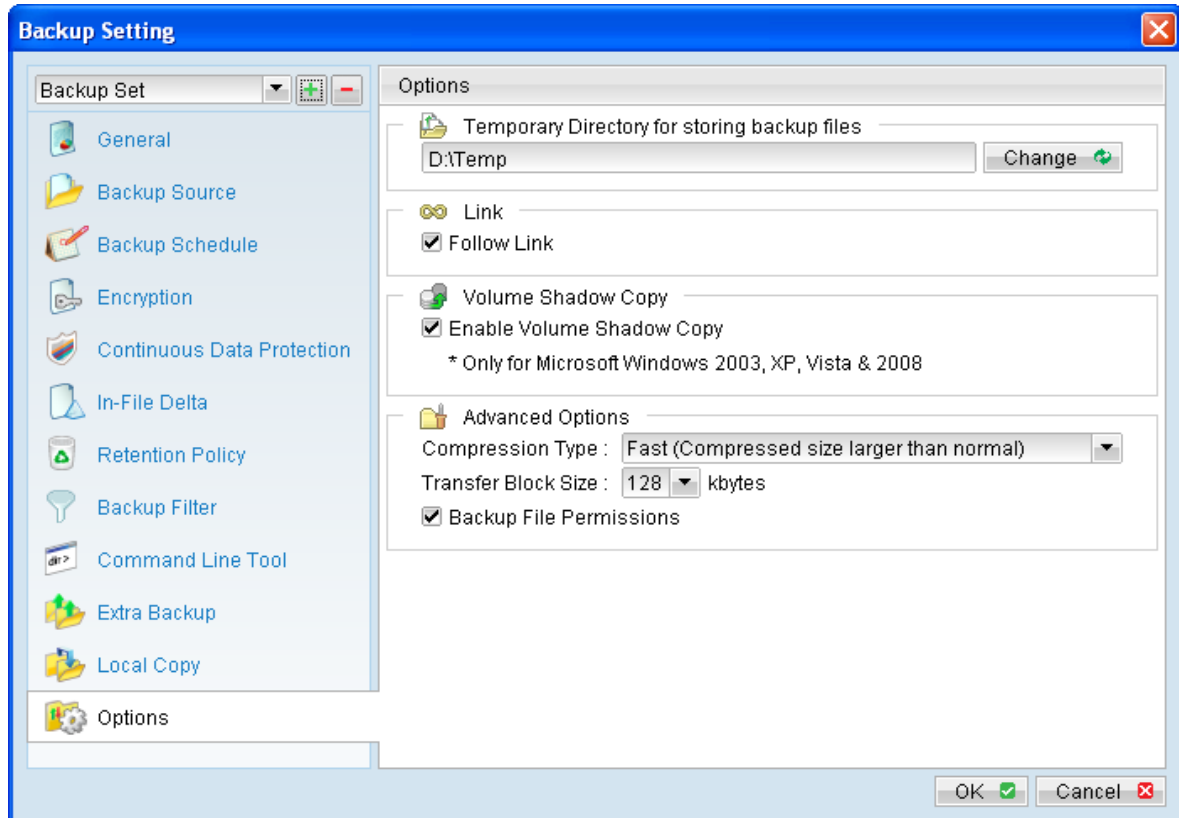 Backup Setting
Backup Set
General
Backup Source
Backup Schedule
Encryption
Continuous Data Protection
In-File Delta
Retention Policy
Backup Filter
dir>
Command Line Tool
Extra Backup
Local Copy
Options
Options
Temporary Directory for storing backup files
D:\Temp
Change
Link
Follow Link
Volume Shadow Copy
Enable Volume Shadow Copy
* Only for Microsoft Windows 2003, XP, Vista & 2008
Advanced Options
Compression Type : Fast (Compressed size larger than normal)
Transfer Block Size : 128 kbytes
Backup File Permissions
OK Cancel